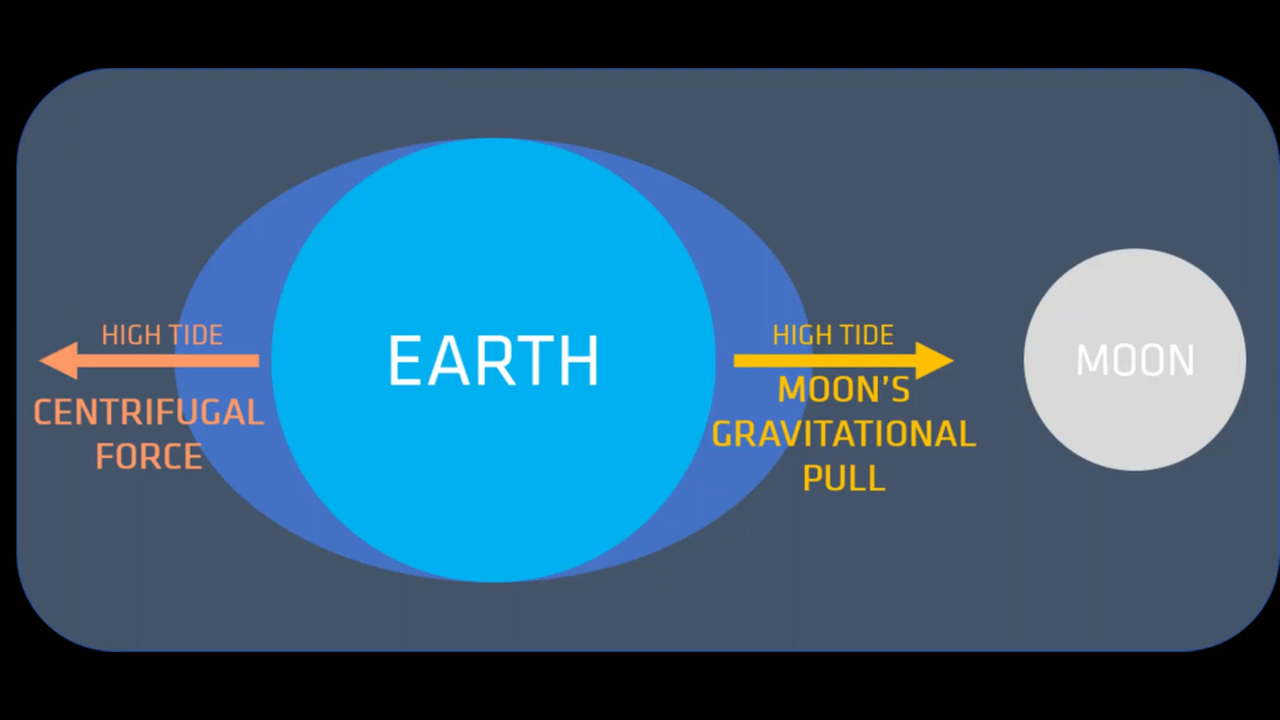 HIGH TIDE
CENTRIFUGAL
FORCE
EARTH
HIGH TIDE
MOON’S
GRAVITATIONAL
PULL
MOON